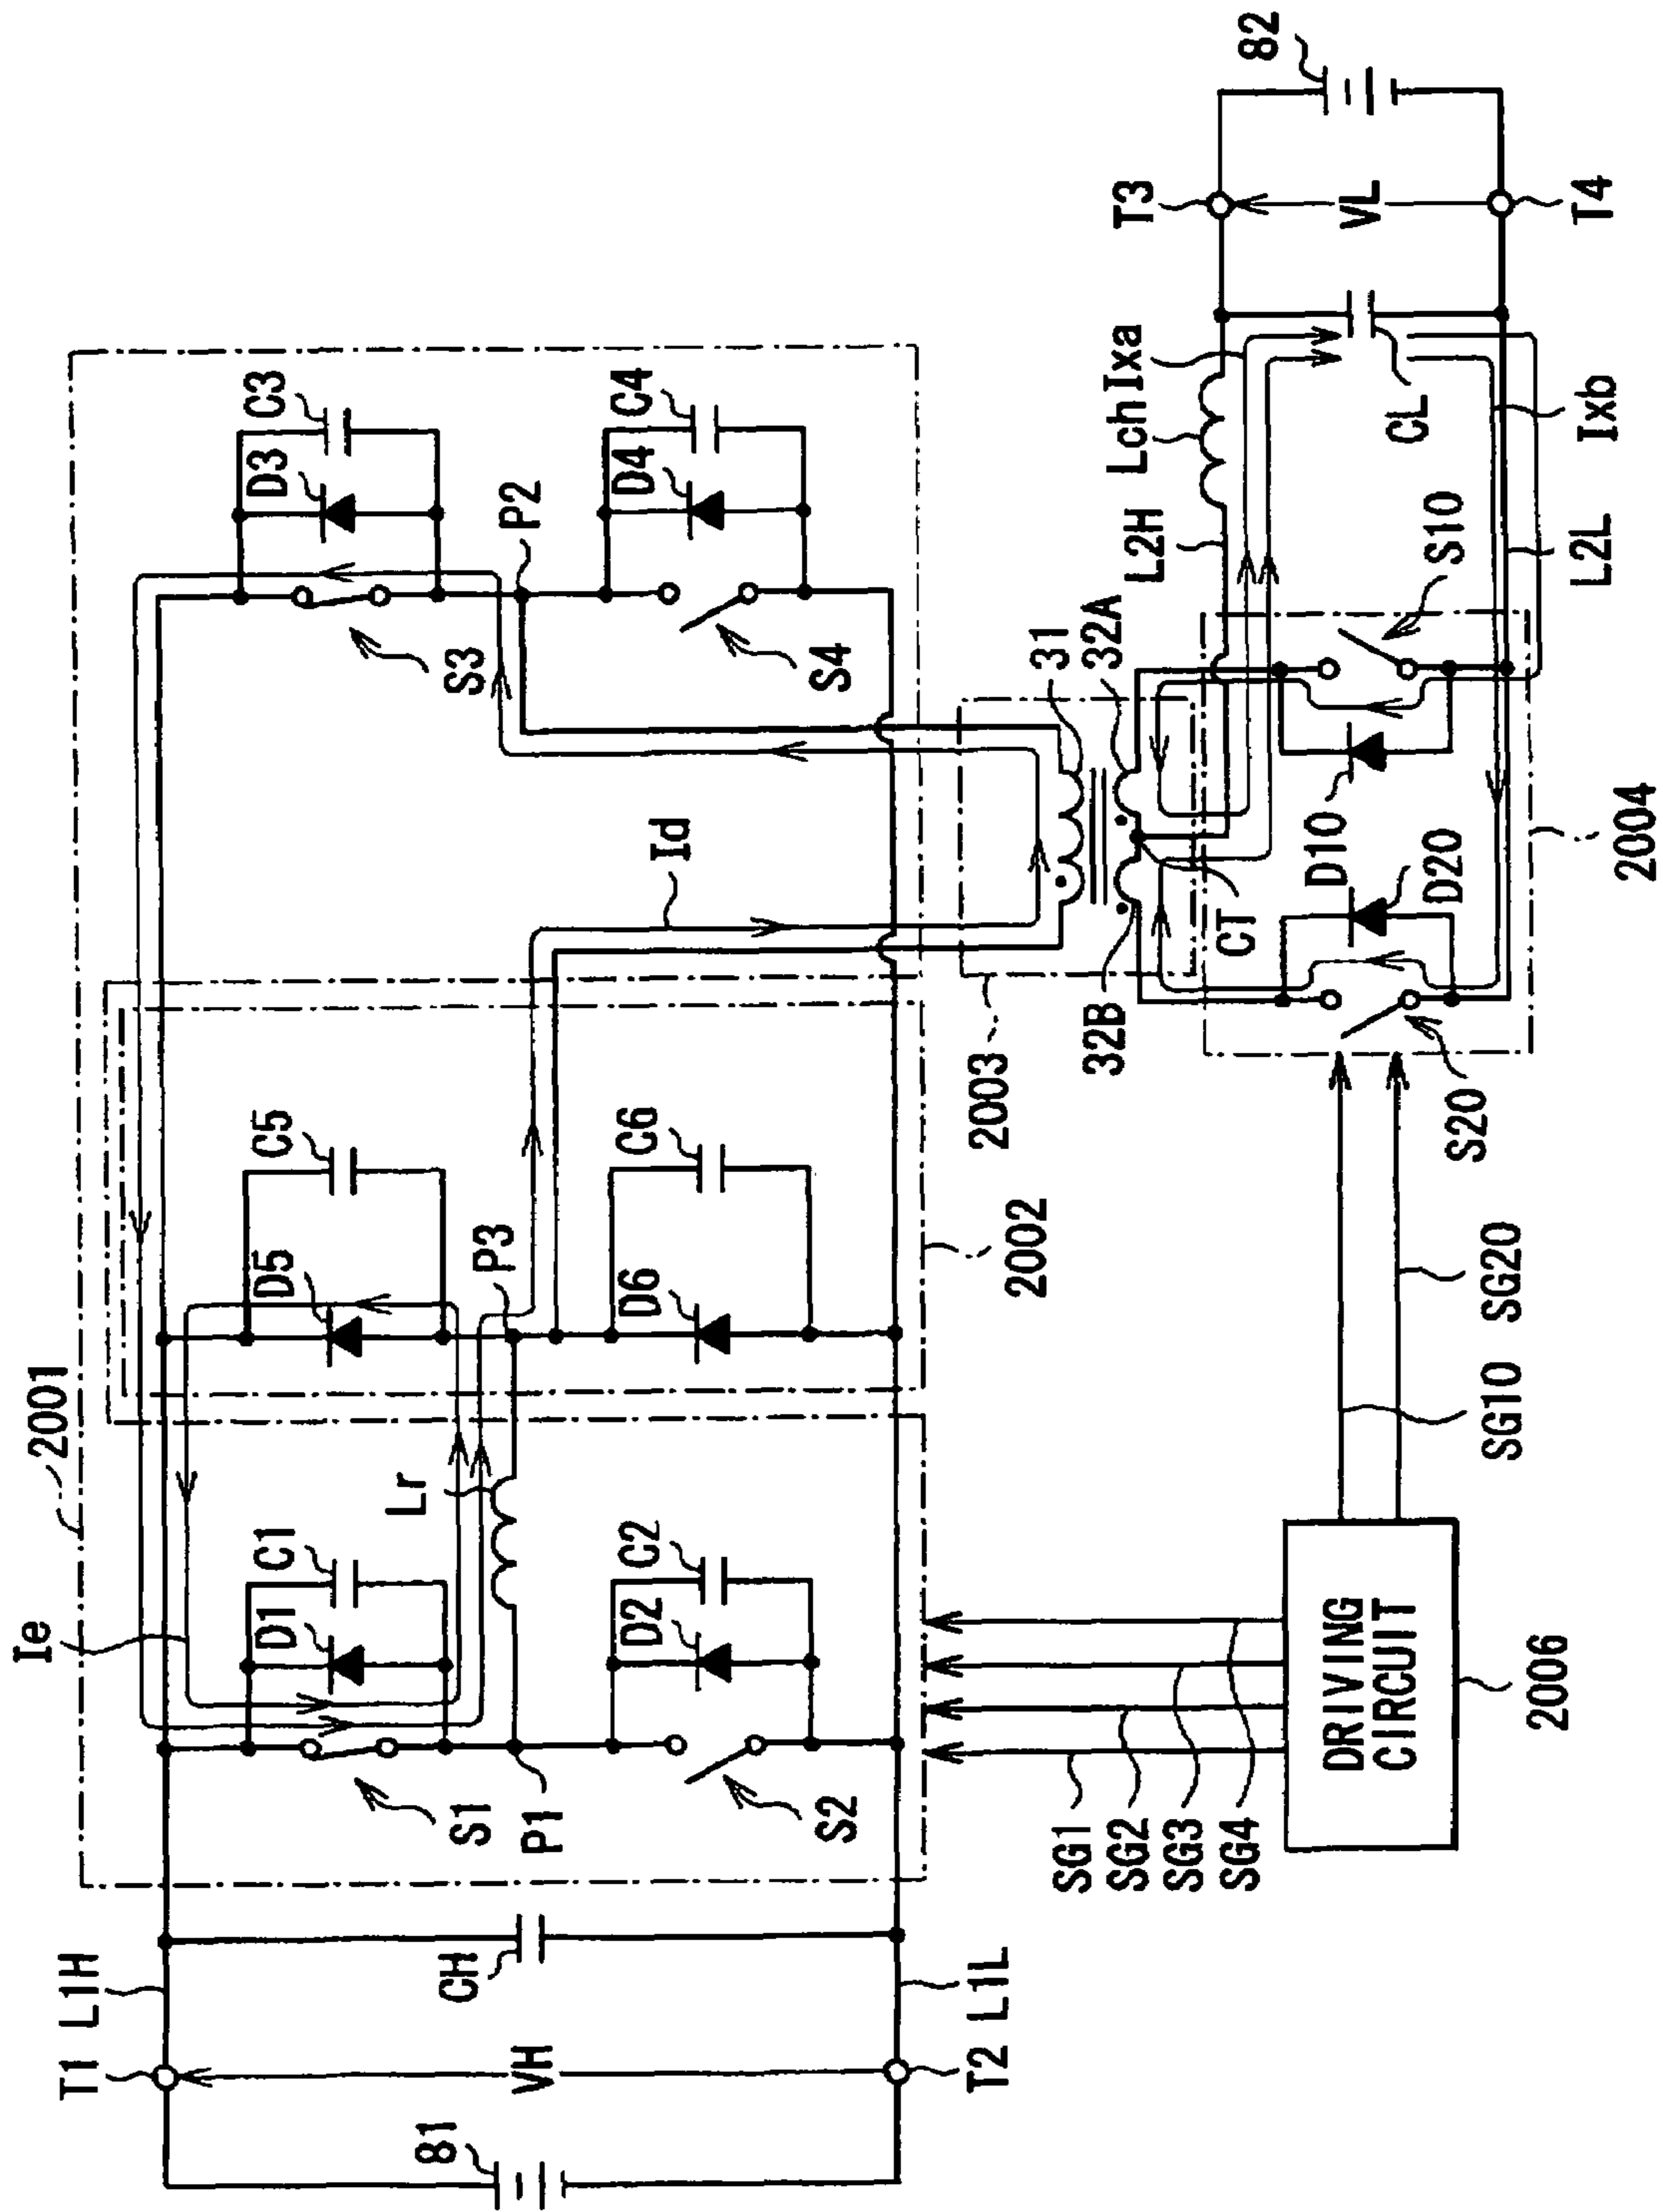 2001
Ie
D1
C1
Lr
S1
P1
D2
C2
S2
D5
C5
P3
D6
C6
2002
Id
D3
C3
S3
P2
D4
C4
S4
T1
L1H
81
VH
CH
T2
L1L
2003
31
32A
32B
CT
L2H
Lch
Ixa
T3
82
VL
CL
T4
Ixb
L2L
S10
D10
D20
S20
2004
SG1
SG2
SG3
SG4
DRIVING
CIRCUIT
2006
SG10
SG20